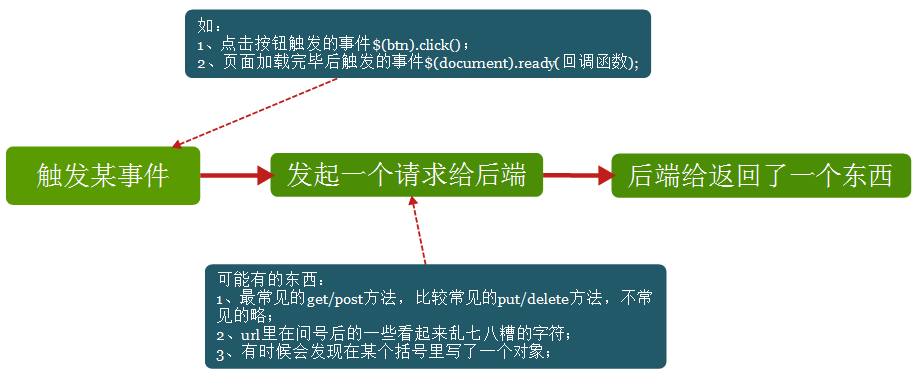 如：
1、点击按钮触发的事件$(btn).click()；
2、页面加载完毕后触发的事件$(document).ready(回调函数);
触发某事件
发起一个请求给后端
后端给返回了一个东西
可能有的东西：
1、最常见的get/post方法，比较常见的put/delete方法，不常
见的略；
2、url里在问号后的一些看起来乱七八糟的字符；
3、有时候会发现在某个括号里写了一个对象；